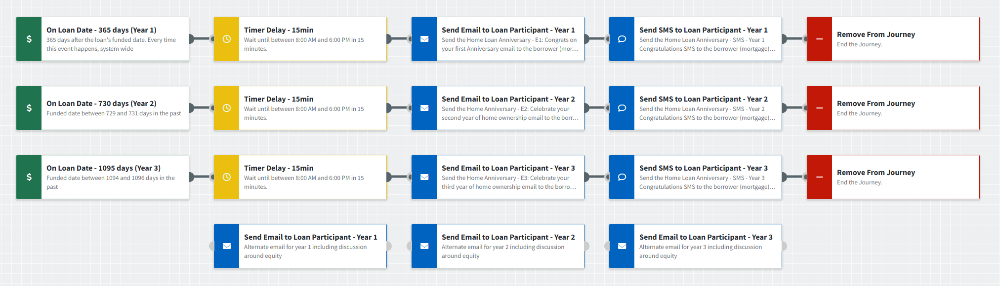 On Loan Date - 365 days (Year 1)
365 days after the loan's funded date. Every time
this event happens, system wide
Timer Delay - 15min
Wait until between 8:00 AM and 6:00 PM in 15
minutes.
Send Email to Loan Participant - Year 1
Send the Home Loan Anniversary - E1: Congrats on
your first Anniversary email to the borrower (mor...
Send SMS to Loan Participant - Year 1
Send the Home Loan Anniversary - SMS - Year 1
Congratulations SMS to the borrower (mortgage)...
Remove From Journey
End the Journey.
On Loan Date - 730 days (Year 2)
Funded date between 729 and 731 days in the past
Timer Delay - 15min
Wait until between 8:00 AM and 6:00 PM in 15
minutes.
Send Email to Loan Participant - Year 2
Send the Home Anniversary - E2: Celebrate your
second year of home ownership email to the borr...
Send SMS to Loan Participant - Year 2
Send the Home Loan Anniversary - SMS - Year 2
Congratulations SMS to the borrower (mortgage)...
Remove From Journey
End the Journey.
On Loan Date - 1095 days (Year 3)
Funded date between 1094 and 1096 days in the
past
Timer Delay - 15min
Wait until between 8:00 AM and 6:00 PM in 15
minutes.
Send Email to Loan Participant - Year 3
Send the Home Anniversary - E3: Celebrate your
third year of home ownership email to the borro...
Send SMS to Loan Participant - Year 3
Send the Home Loan Anniversary - SMS - Year 3
Congratulations SMS to the borrower (mortgage)...
Remove From Journey
End the Journey.
Send Email to Loan Participant - Year 1
Alternate email for year 1 including discussion
around equity
Send Email to Loan Participant - Year 2
Alternate email for year 2 including discussion
around equity
Send Email to Loan Participant - Year 3
Alternate email for year 3 including discussion
around equity